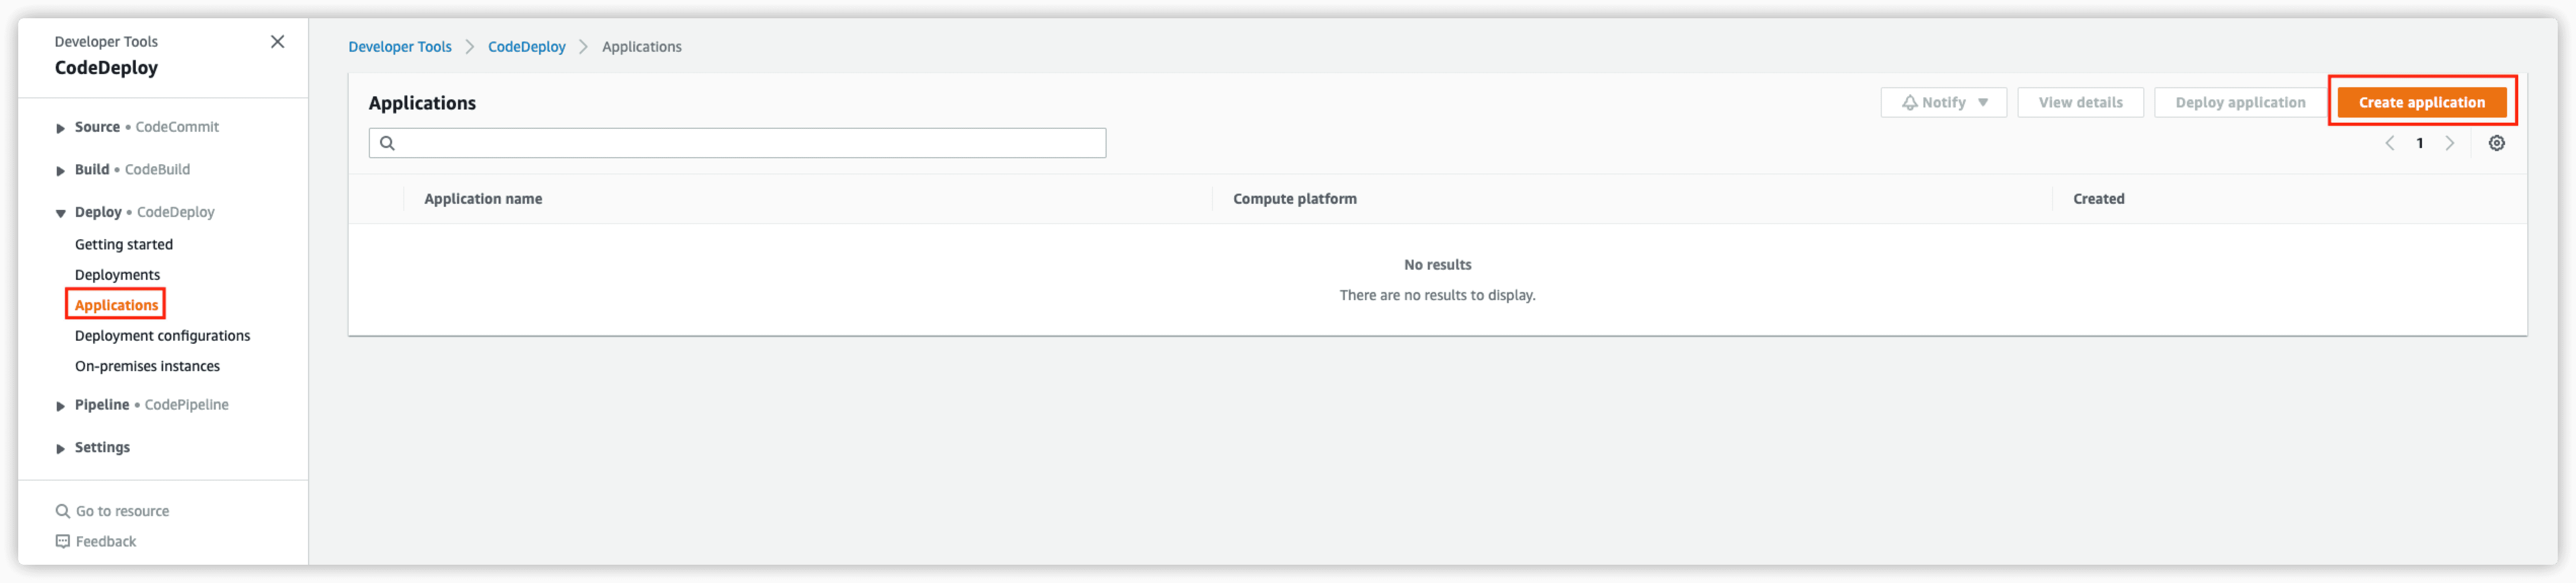 Developer Tools
CodeDeploy
Source • CodeCommit
Build • CodeBuild
Deploy • CodeDeploy
Getting started
Deployments
Applications
Deployment configurations
On-premises instances
Pipeline • CodePipeline
Settings
Go to resource
Feedback
Developer Tools > CodeDeploy > Applications
Applications
Notify View details Deploy application Create application
1
Application name Compute platform Created
No results
There are no results to display.